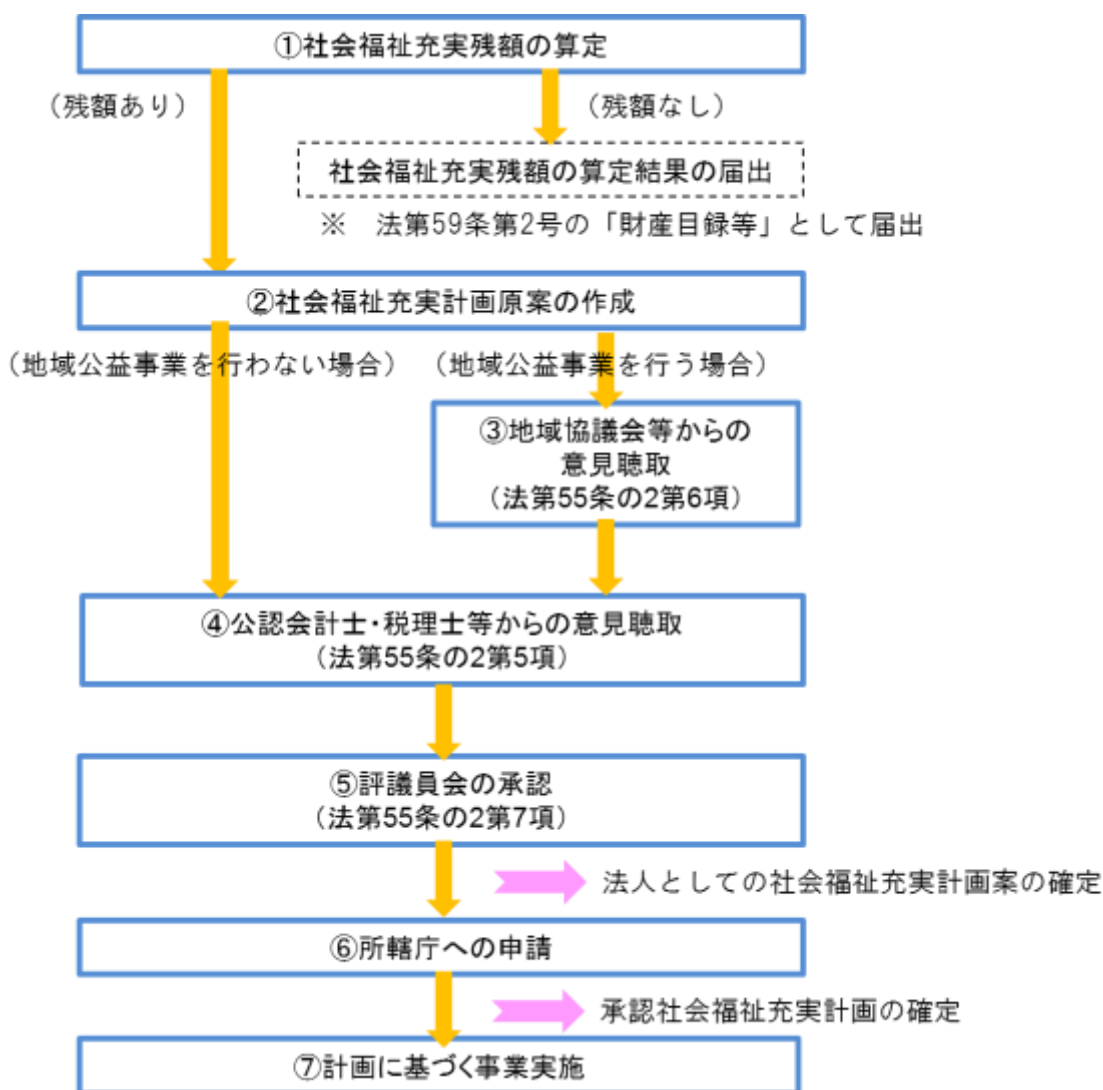 ①社会福祉充実残額の算定
（残額あり）
（残額なし）
社会福祉充実残額の算定結果の届出
※　法第59条第2号の「財産目録等」として届出
②社会福祉充実計画原案の作成
（地域公益事業を行わない場合）
（地域公益事業を行う場合）
③地域協議会等からの
意見聴取
（法第55条の2第6項）
④公認会計士・税理士等からの意見聴取
（法第55条の2第5項）
⑤評議員会の承認
（法第55条の2第7項）
法人としての社会福祉充実計画案の確定
⑥所轄庁への申請
承認社会福祉充実計画の確定
⑦計画に基づく事業実施